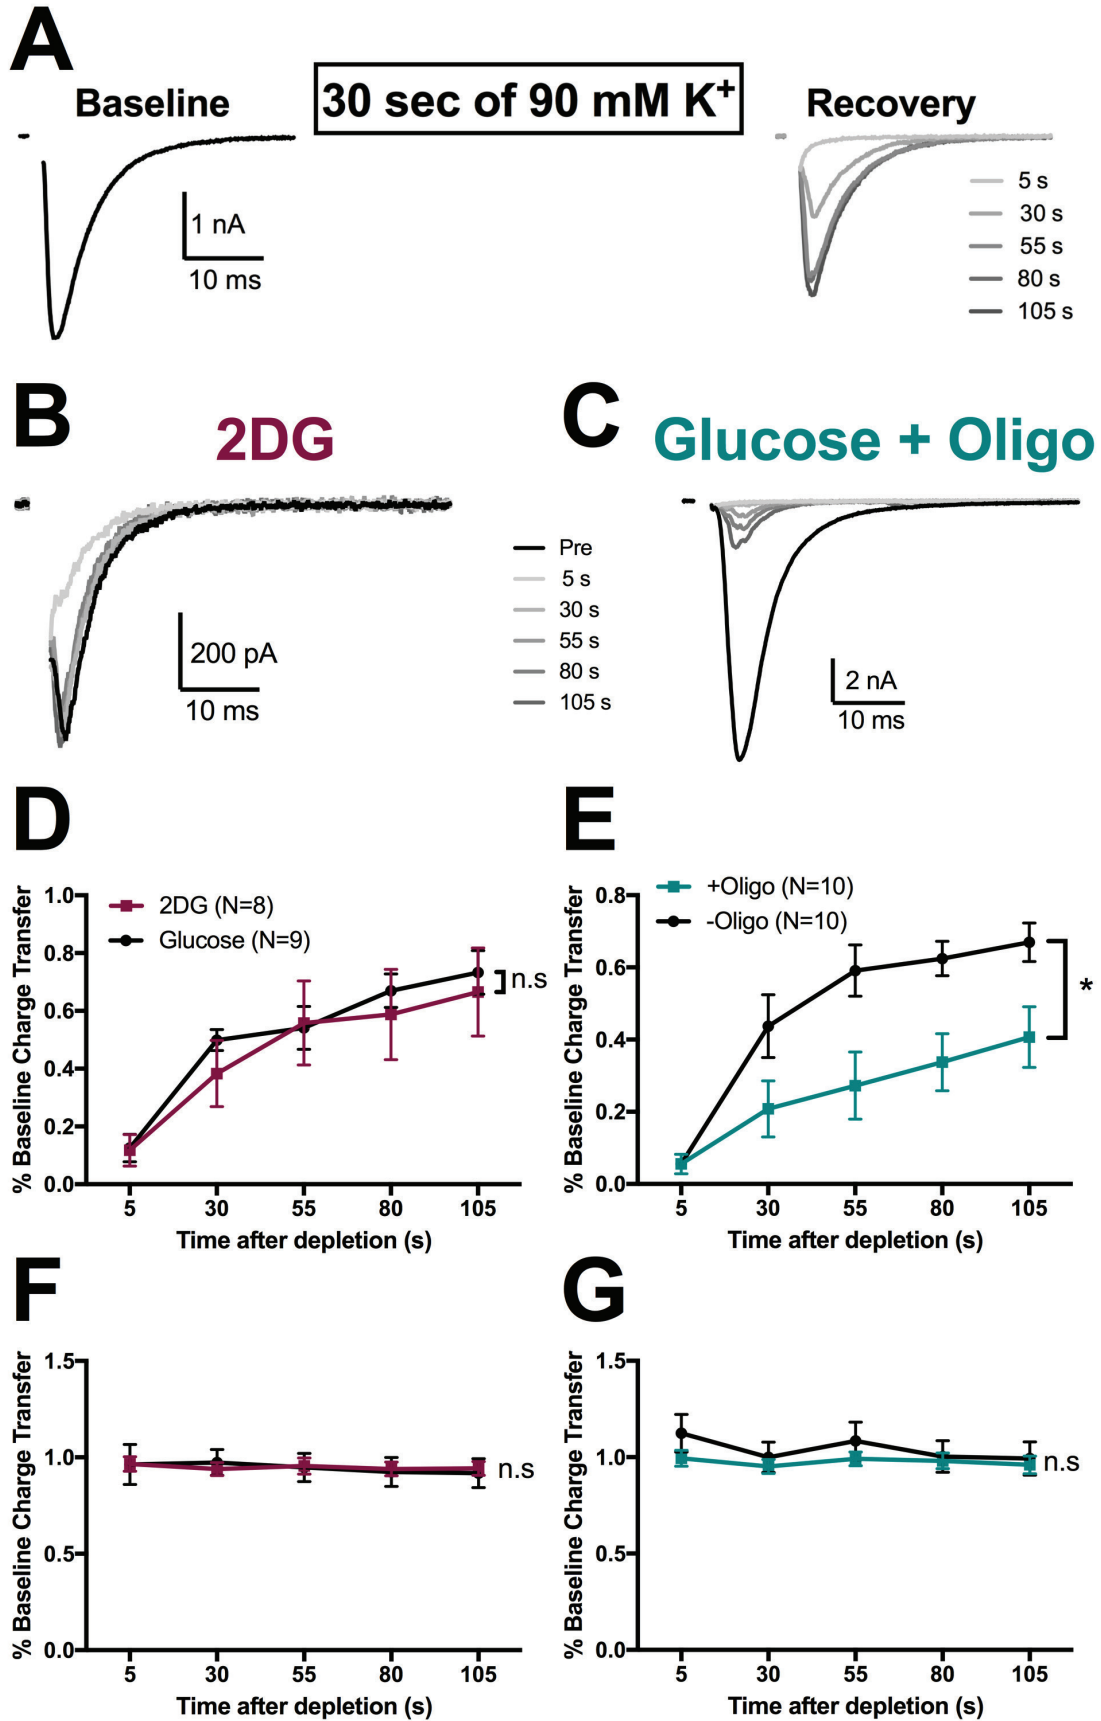 A
Baseline
30 sec of 90 mM K+
Recovery
1 nA
10 ms
5 s
30 s
55 s
80 s
105 s
B
2DG
200 pA
10 ms
Pre
5 s
30 s
55 s
80 s
105 s
C
Glucose + Oligo
2 nA
10 ms
D
% Baseline Charge Transfer
1.0
0.8
0.6
0.4
0.2
0.0
2DG (N=8)
Glucose (N=9)
n.s
5 30 55 80 105
Time after depletion (s)
E
% Baseline Charge Transfer
0.8
0.6
0.4
0.2
0.0
+Oligo (N=10)
-Oligo (N=10)
*
5 30 55 80 105
Time after depletion (s)
F
% Baseline Charge Transfer
1.5
1.0
0.5
0.0
n.s
5 30 55 80 105
Time after depletion (s)
G
% Baseline Charge Transfer
1.5
1.0
0.5
0.0
n.s
5 30 55 80 105
Time after depletion (s)